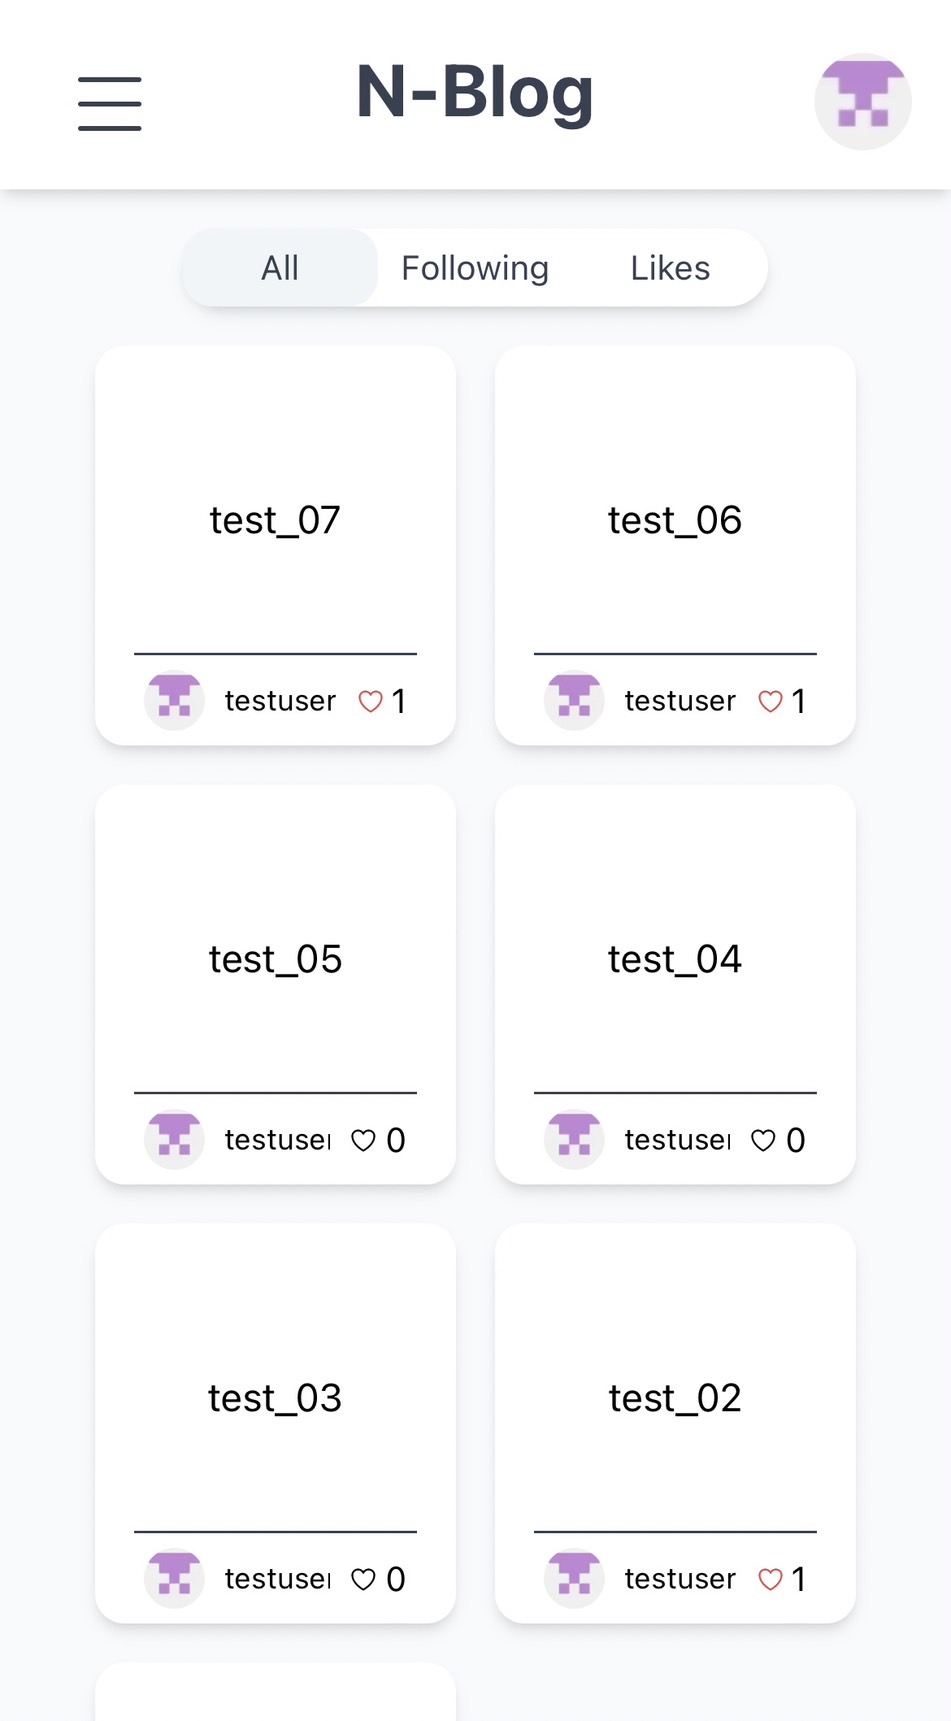 N-Blog
All Following Likes
test_07
testuser 1
test_06
testuser 1
test_05
testuser 0
test_04
testuser 0
test_03
testuser 0
test_02
testuser 1